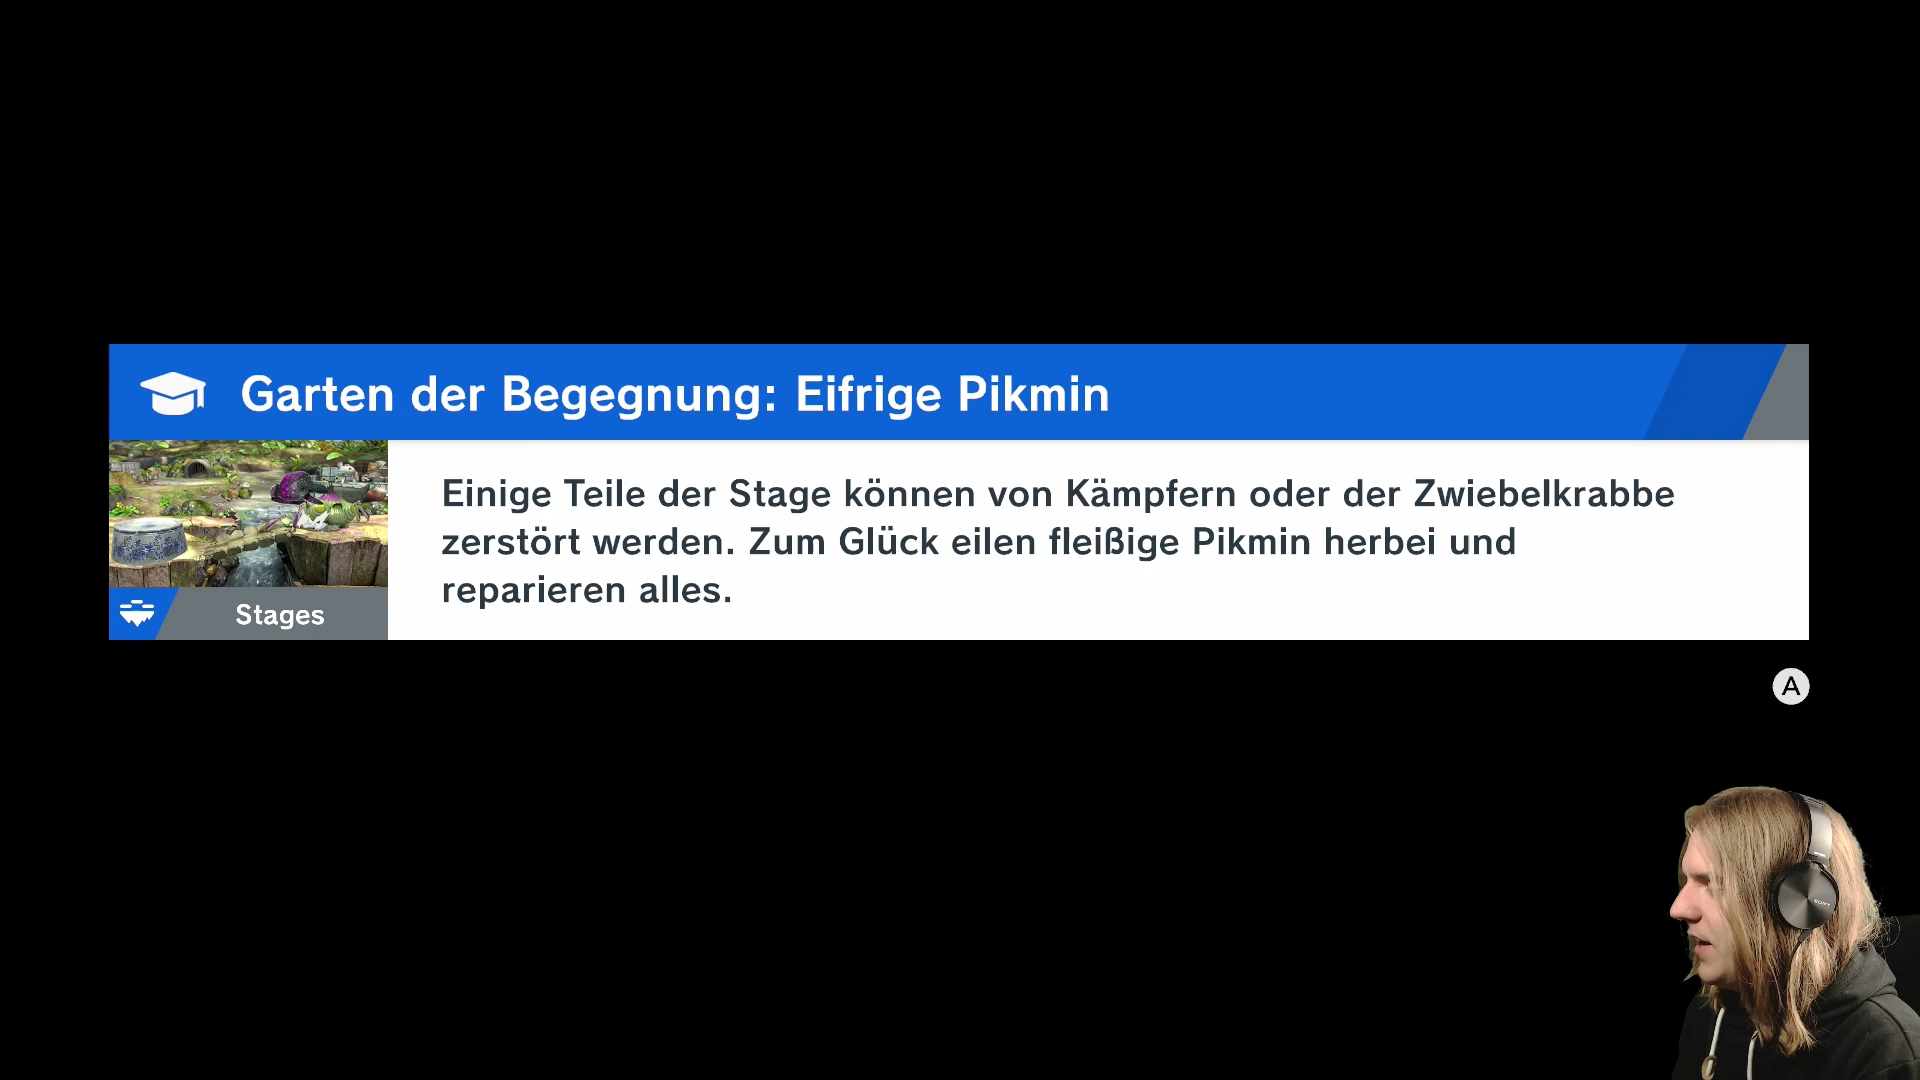 Garten der Begegnung: Eifrige Pikmin
Einige Teile der Stage können von Kämpfern oder der Zwiebelkrabbe
zerstört werden. Zum Glück eilen fleißige Pikmin herbei und
reparieren alles.
Stages
A
SONY